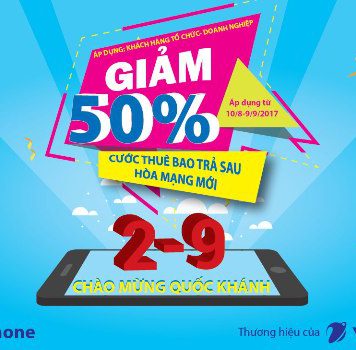 ÁP DỤNG: KHÁCH HÀNG TỔ CHỨC- DOANH NGHIỆP
GIẢM
50%
Áp dụng từ
10/8-9/9/2017
CƯỚC THUÊ BAO TRẢ SAU
HÒA MẠNG MỚI
2-9
CHÀO MỪNG QUỐC KHÁNH
Thương hiệu của